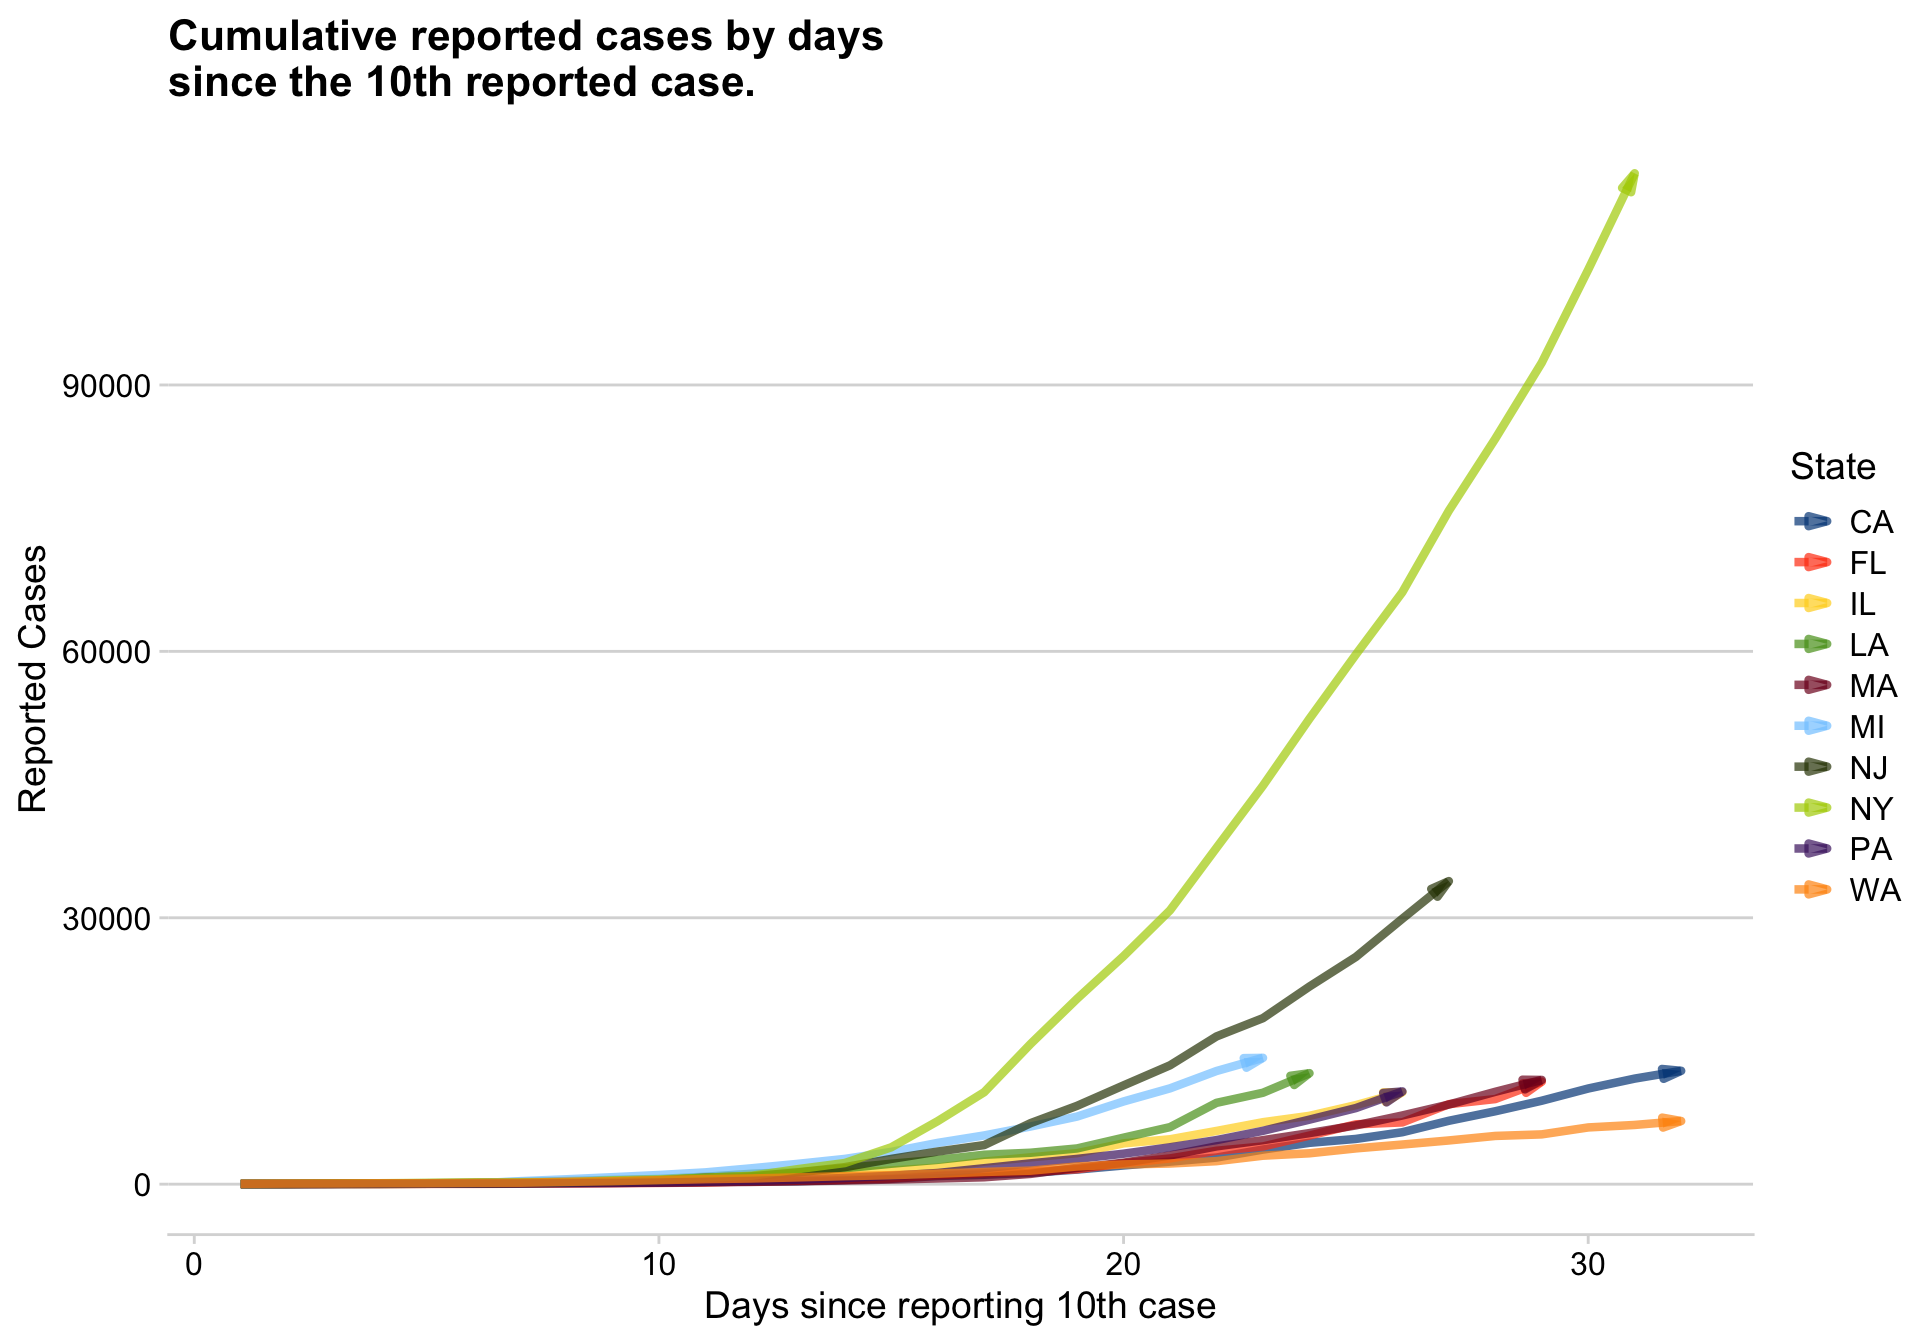 Cumulative reported cases by days
since the 10th reported case.
90000
60000
30000
0
Reported Cases
0 10 20 30
Days since reporting 10th case
State
CA
FL
IL
LA
MA
MI
NJ
NY
PA
WA